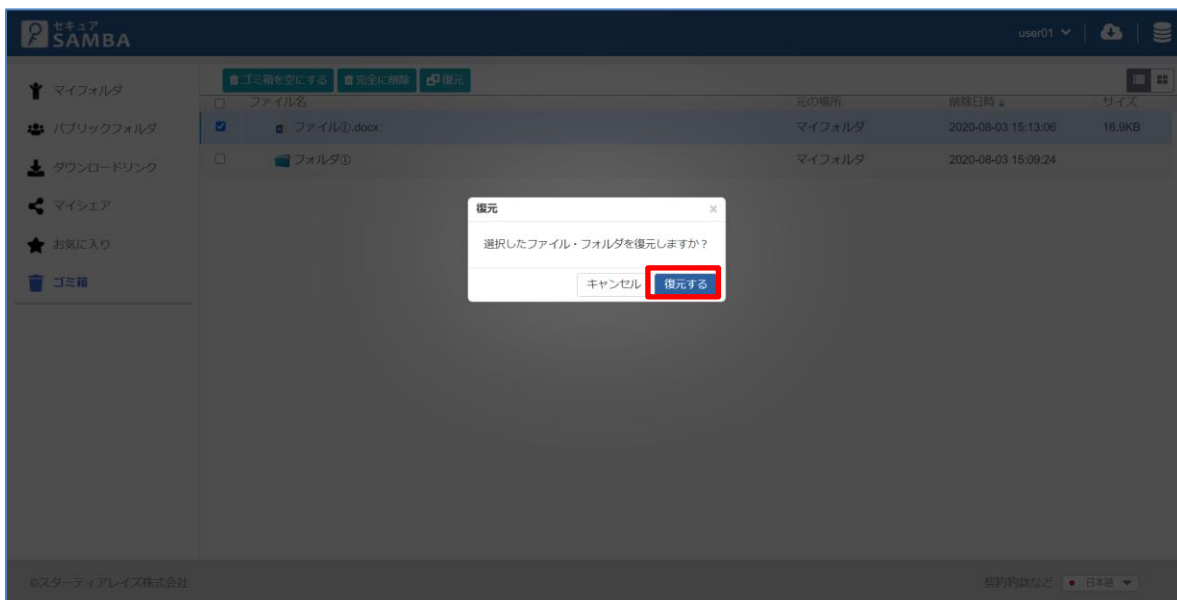 セキュア
SAMBA
user01
マイフォルダ
パブリックフォルダ
ダウンロードリンク
マイシェア
お気に入り
ゴミ箱
ゴミ箱を空にする 完全に削除 復元
ファイル名 元の場所 削除日時 サイズ
ファイル①.docx マイフォルダ 2020-08-03 15:13:06 16.9KB
フォルダ① マイフォルダ 2020-08-03 15:09:24
復元 ×
選択したファイル・フォルダを復元しますか？
キャンセル 復元する
©スターティアレイズ株式会社 契約約款など 日本語